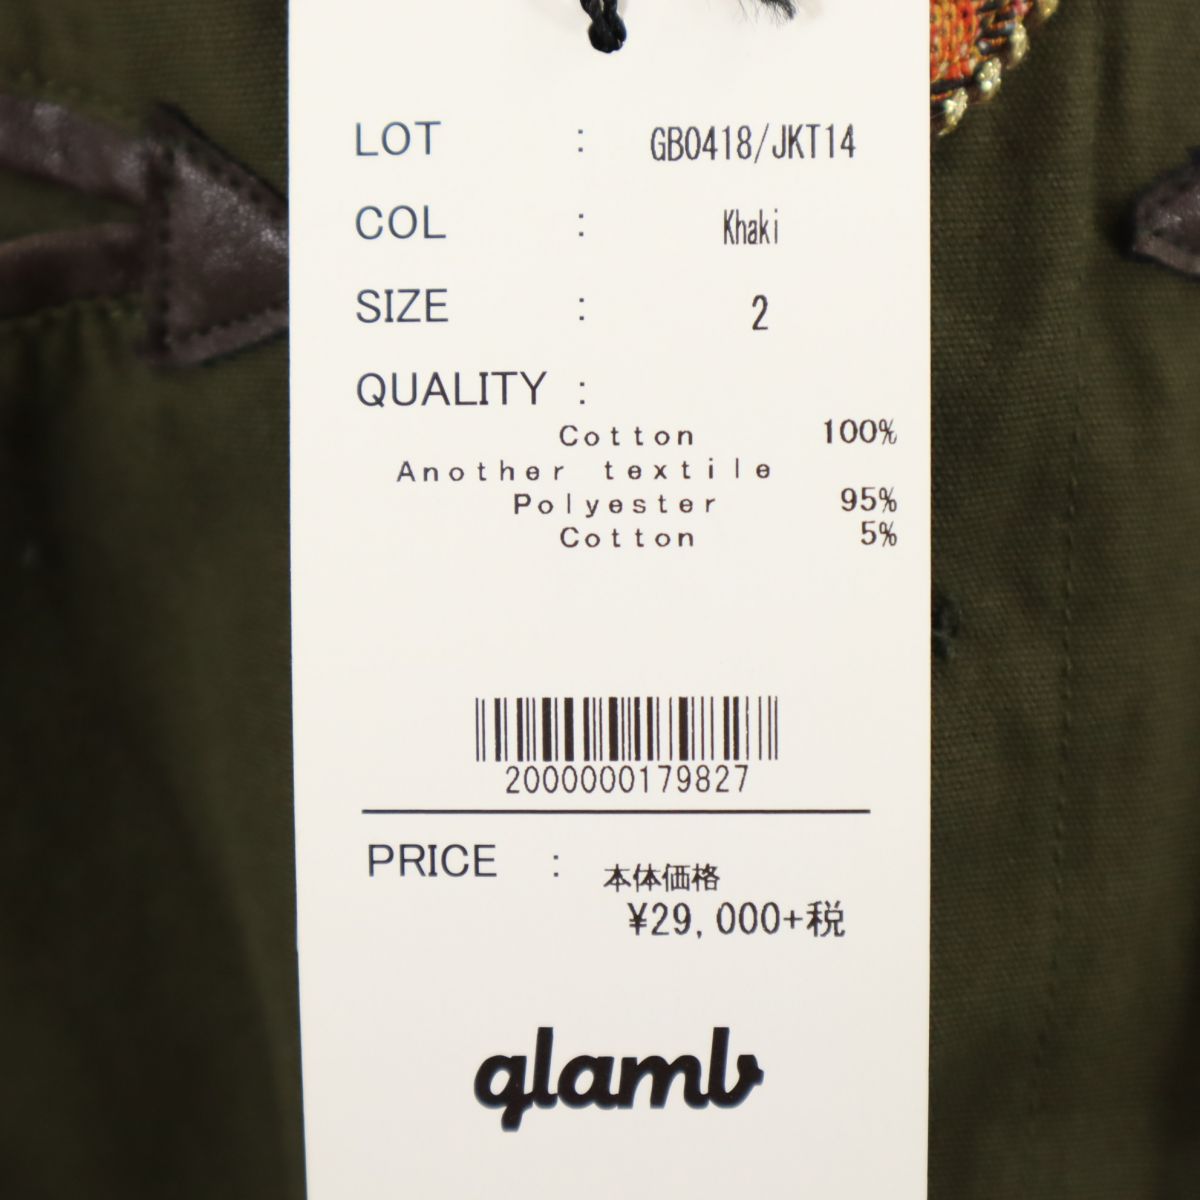 LOT : GB0418/JKT14
COL : Khaki
SIZE : 2
QUALITY :
Cotton 100%
Another textile
Polyester 95%
Cotton 5%
2000000179827
PRICE : 本体価格
¥29,000+税
glamb